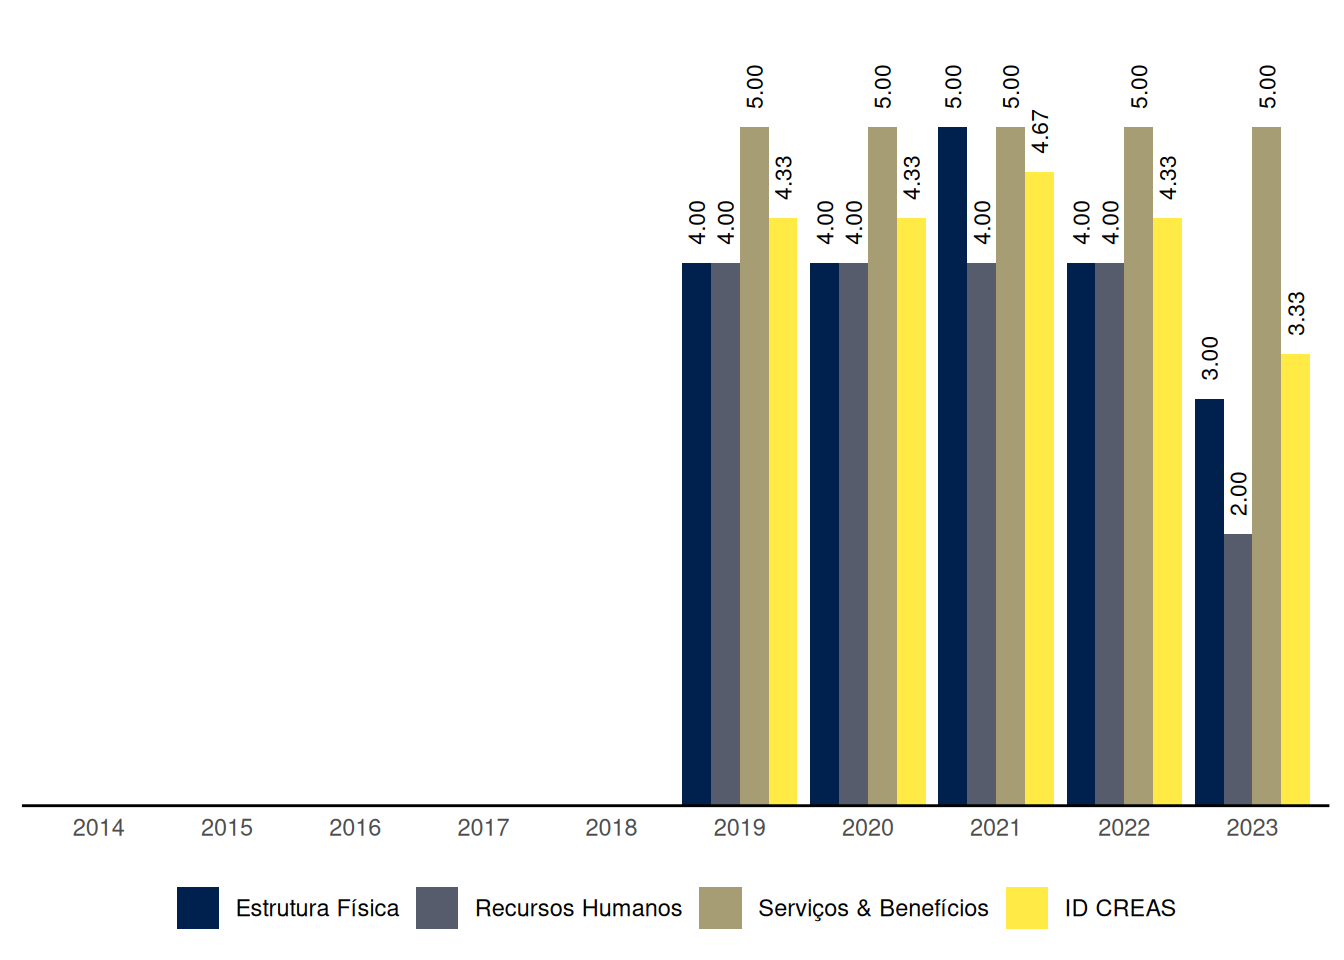 4.00 4.00 5.00 4.33 4.00 4.00 5.00 4.33 5.00 4.00 5.00 4.67 4.00 4.00 5.00 4.33 3.00 2.00 5.00 3.33
2014 2015 2016 2017 2018 2019 2020 2021 2022 2023
Estrutura Física Recursos Humanos Serviços & Benefícios ID CREAS